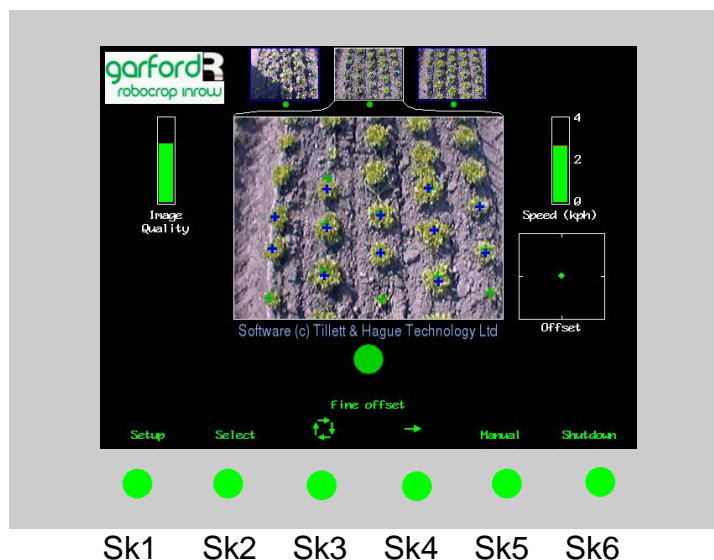 garford
robocrop inrow
4
2
0
Image
Quality
Speed (kph)
Software (c) Tillett & Hague Technology Ltd
Offset
Fine offset
Setup
Select
Manual
Shutdown
Sk1 Sk2 Sk3 Sk4 Sk5 Sk6